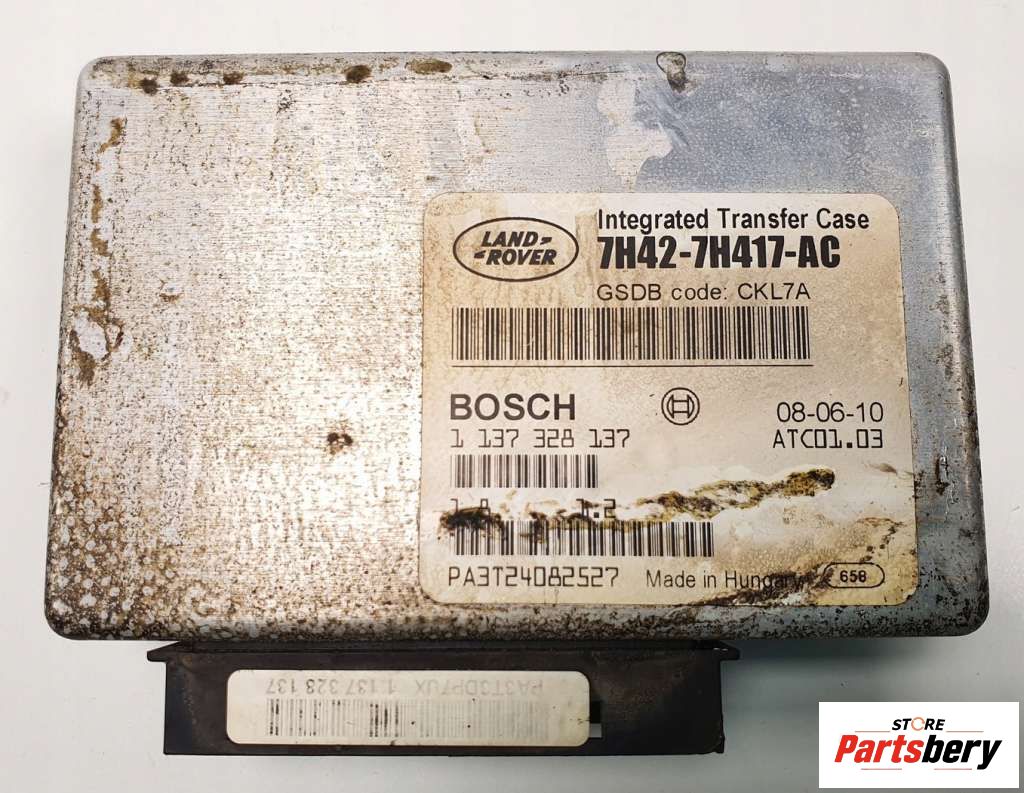 LAND ROVER
Integrated Transfer Case
7H42-7H417-AC
GSDB code: CKL7A
BOSCH
08-06-10
1 137 328 137
ATC01.03
PA3T24082527
Made in Hungary
658
PA3T3DP7UX 1 137 328 137
STORE
Partsbery